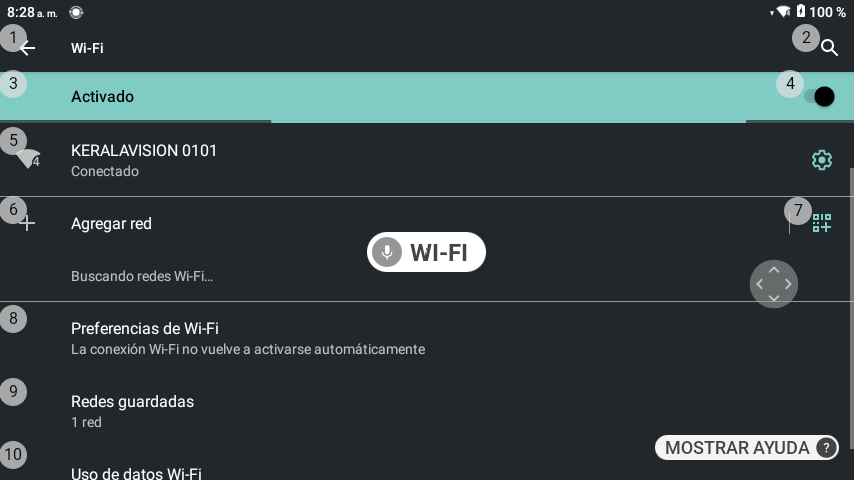 8:28 a. m.
100 %
1
Wi-Fi
2
3
Activado
4
5
4
KERALAVISION 0101
Conectado
6
Agregar red
7
WI-FI
Buscando redes Wi-Fi…
8
Preferencias de Wi-Fi
La conexión Wi-Fi no vuelve a activarse automáticamente
9
Redes guardadas
1 red
MOSTRAR AYUDA ?
10
Uso de datos Wi-Fi